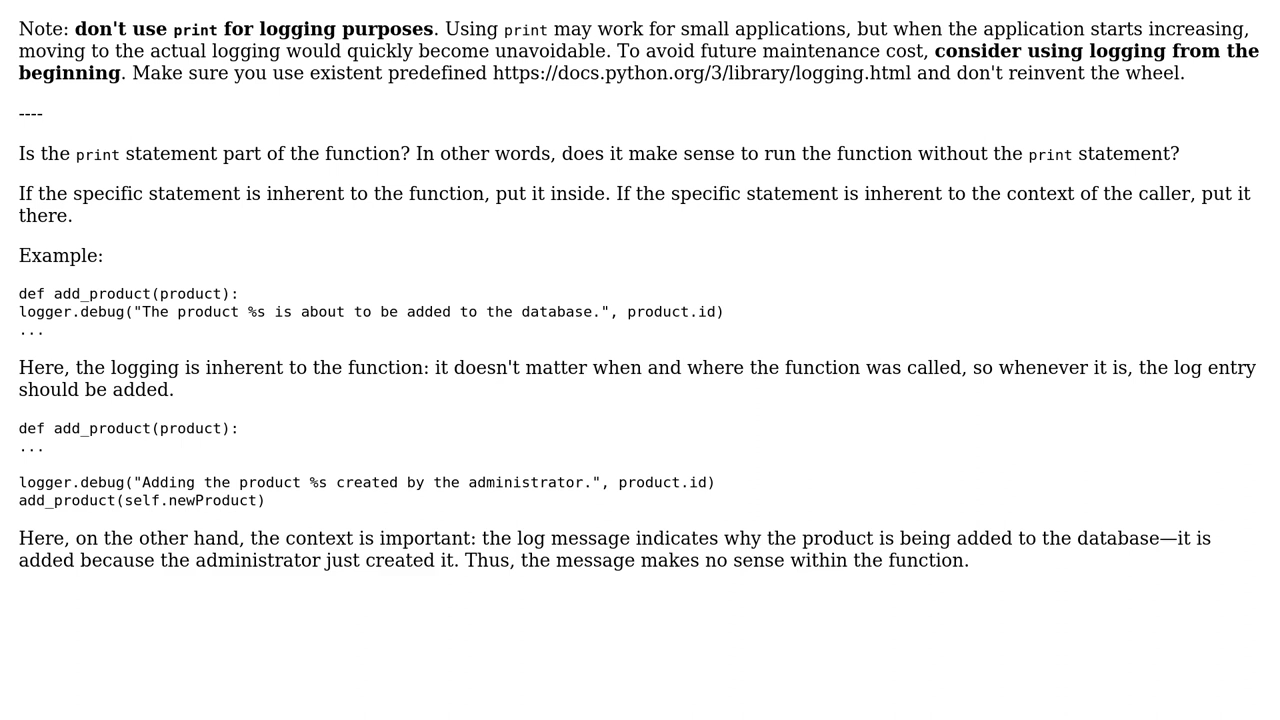 Note: don't use print for logging purposes. Using print may work for small applications, but when the application starts increasing,
moving to the actual logging would quickly become unavoidable. To avoid future maintenance cost, consider using logging from the
beginning. Make sure you use existent predefined https://docs.python.org/3/library/logging.html and don't reinvent the wheel.
----
Is the print statement part of the function? In other words, does it make sense to run the function without the print statement?
If the specific statement is inherent to the function, put it inside. If the specific statement is inherent to the context of the caller, put it
there.
Example:
def add_product(product):
logger.debug("The product %s is about to be added to the database.", product.id)
...
Here, the logging is inherent to the function: it doesn't matter when and where the function was called, so whenever it is, the log entry
should be added.
def add_product(product):
...
logger.debug("Adding the product %s created by the administrator.", product.id)
add_product(self.newProduct)
Here, on the other hand, the context is important: the log message indicates why the product is being added to the database—it is
added because the administrator just created it. Thus, the message makes no sense within the function.